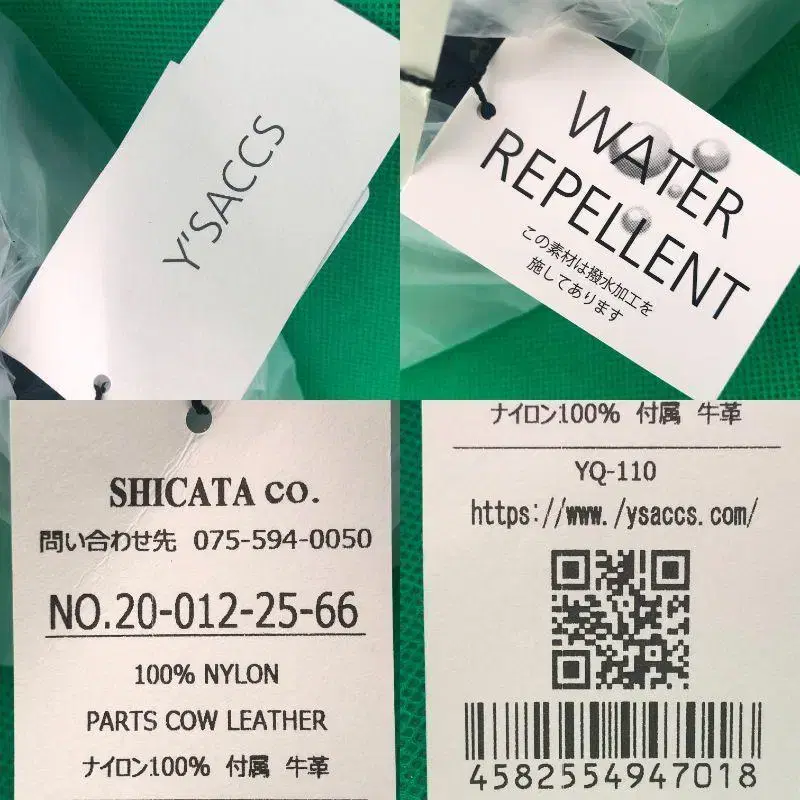 Y'SACCS
WATER
REPELLENT
この素材は撥水加工を
施してあります
SHICATA CO.
問い合わせ先 075-594-0050
NO.20-012-25-66
100% NYLON
PARTS COW LEATHER
ナイロン100% 付属 牛革
ナイロン100% 付属 牛革
YQ-110
https://www./ysaccs.com/
4582554947018